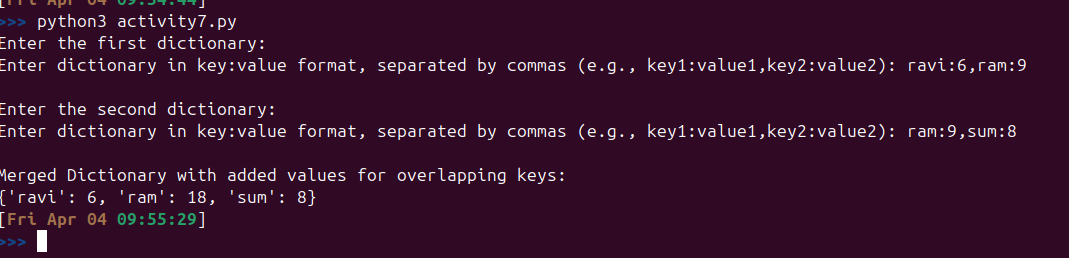 [Fri Apr 04 09:54:44]
>>> python3 activity7.py
Enter the first dictionary:
Enter dictionary in key:value format, separated by commas (e.g., key1:value1,key2:value2): ravi:6,ram:9
Enter the second dictionary:
Enter dictionary in key:value format, separated by commas (e.g., key1:value1,key2:value2): ram:9,sum:8
Merged Dictionary with added values for overlapping keys:
{'ravi': 6, 'ram': 18, 'sum': 8}
[Fri Apr 04 09:55:29]
>>>